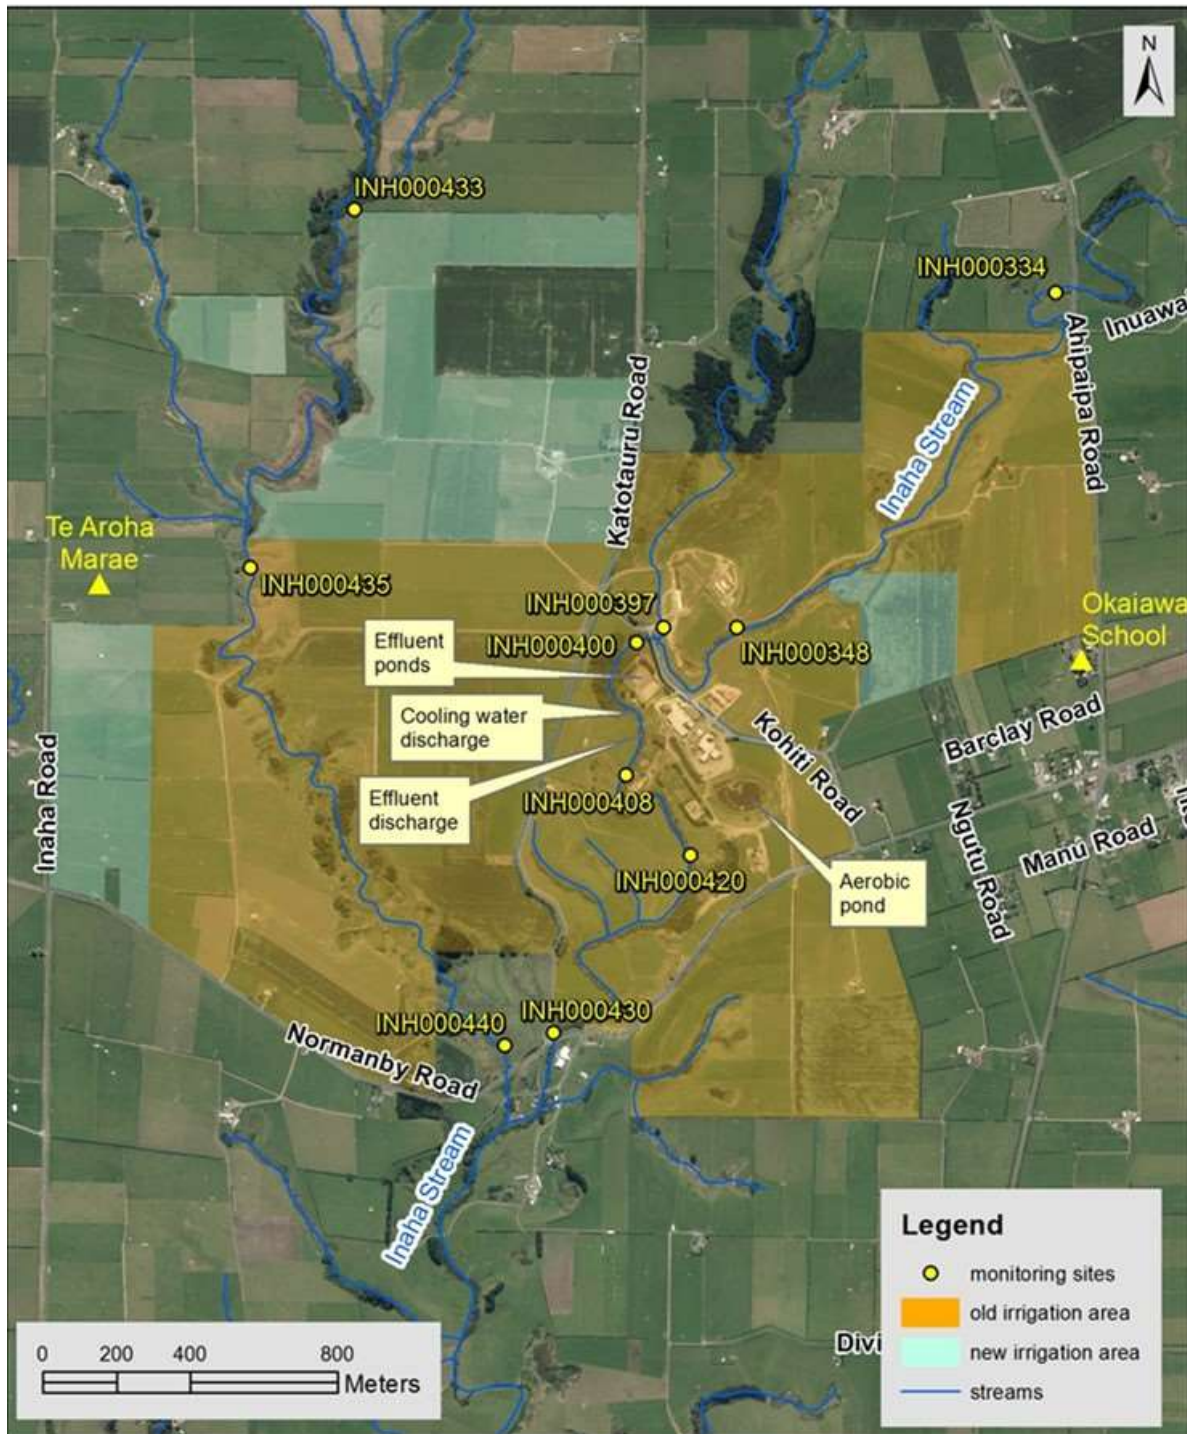 N
INH000433
INH000334
Inuawai
Ahipaipa Road
Katotauru Road
Inaha Stream
Te Aroha
Marae
INH000435
INH000397
INH000400
INH000348
Okaiawa
School
Effluent
ponds
Cooling water
discharge
Effluent
discharge
Kohiti Road
Barclay Road
INH000408
Inaha Road
Ngutu Road
Manu Road
INH000420
Aerobic
pond
INH000440
INH000430
Normanby Road
Inaha Stream
Legend
monitoring sites
old irrigation area
new irrigation area
streams
Divi
0 200 400 800
Meters